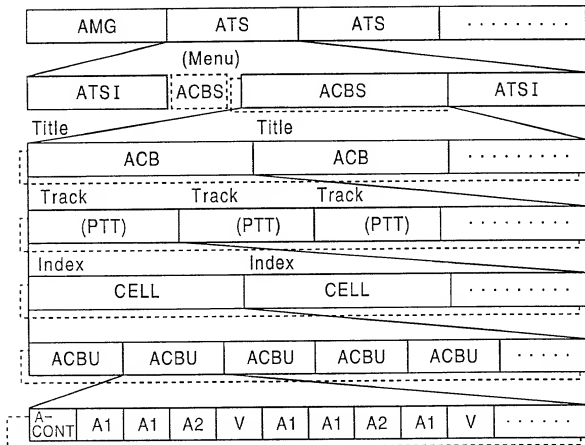 AMG ATS ATS ·········
(Menu)
ATSI ACBS ACBS ATSI
Title Title
ACB ACB ·········
Track Track Track
(PTT) (PTT) (PTT) ·········
Index Index
CELL CELL ·········
ACBU ACBU ACBU ACBU ACBU ·····
A-
CONT A1 A1 A2 V A1 A1 A2 A1 V ······